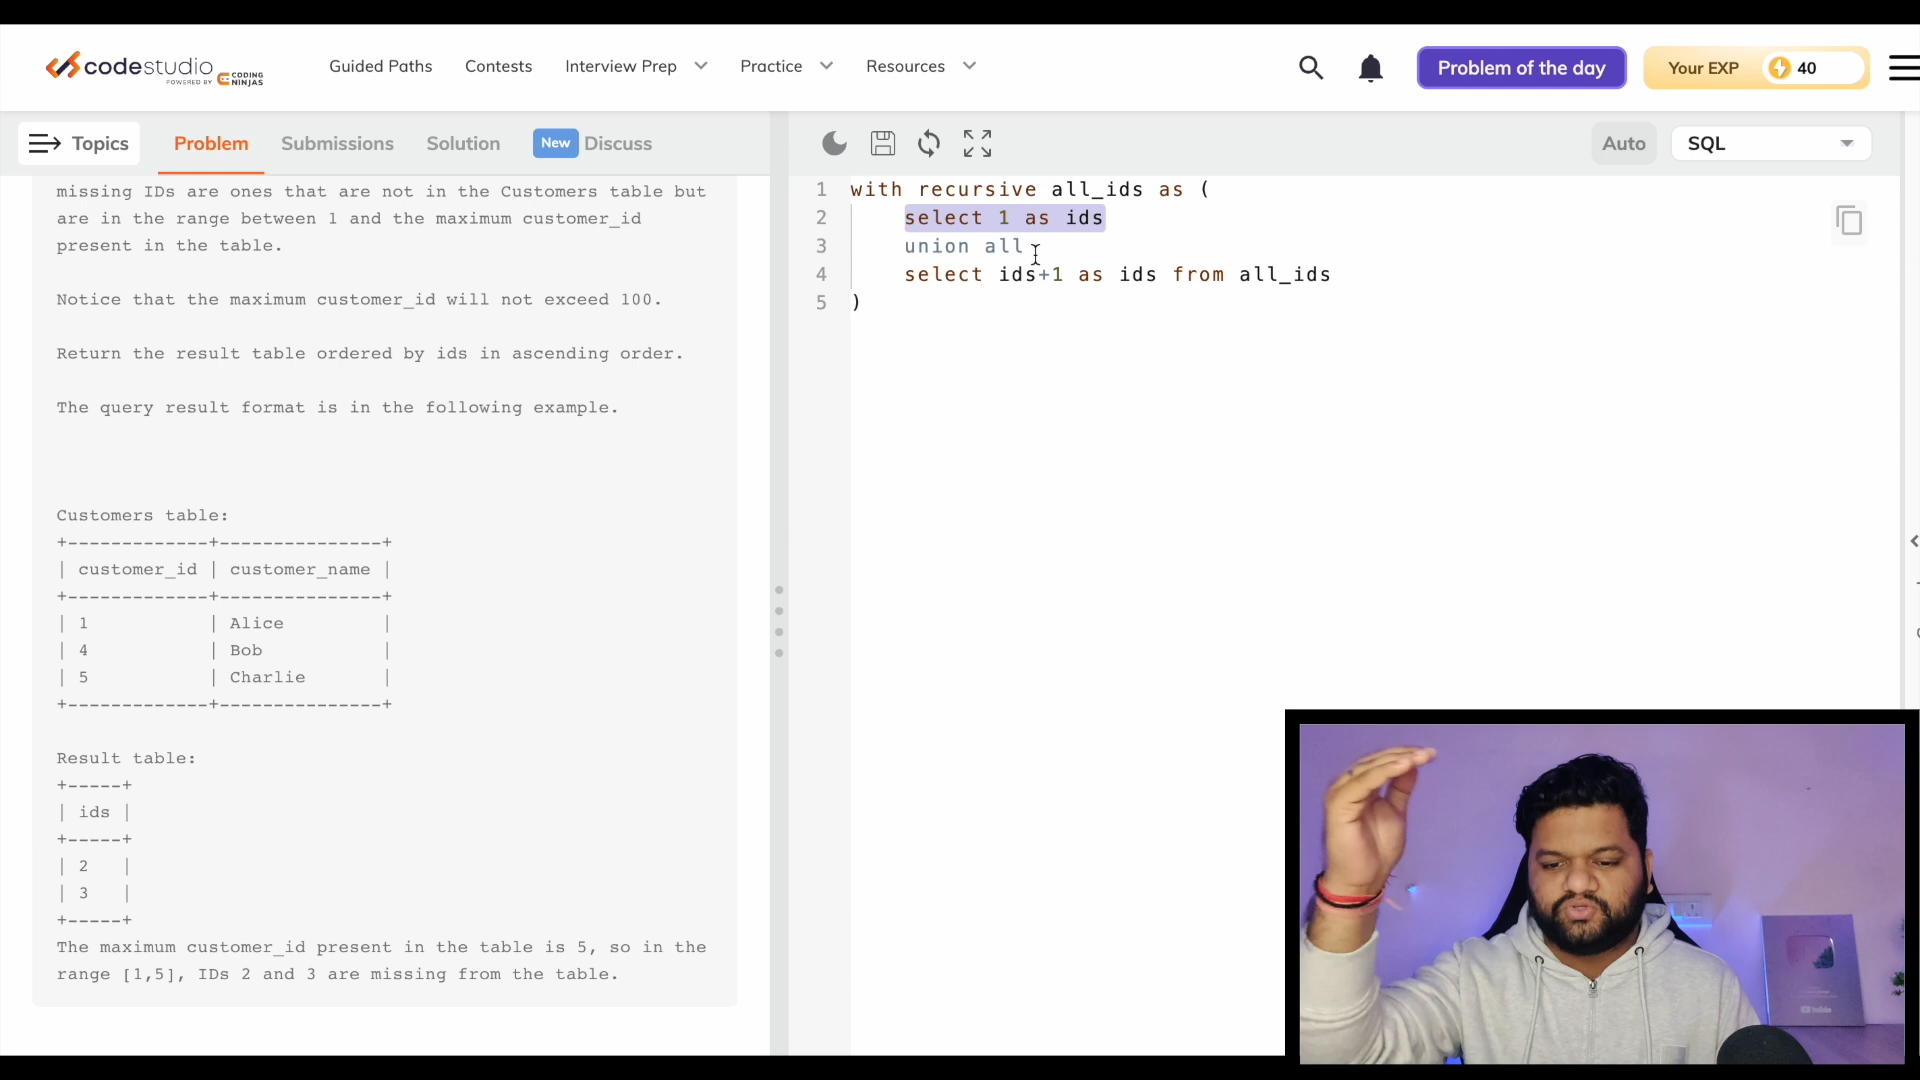 codestudio
POWERED BY CODING NINJAS
Guided Paths
Contests
Interview Prep
Practice
Resources
Problem of the day
Your EXP
40
Topics
Problem
Submissions
Solution
New
Discuss
Auto
SQL
missing IDs are ones that are not in the Customers table but
are in the range between 1 and the maximum customer_id
present in the table.
Notice that the maximum customer_id will not exceed 100.
Return the result table ordered by ids in ascending order.
The query result format is in the following example.
Customers table:
+-------------+---------------+
| customer_id | customer_name |
+-------------+---------------+
| 1 | Alice |
| 4 | Bob |
| 5 | Charlie |
+-------------+---------------+
Result table:
+-----+
| ids |
+-----+
| 2 |
| 3 |
+-----+
The maximum customer_id present in the table is 5, so in the
range [1,5], IDs 2 and 3 are missing from the table.
1 with recursive all_ids as (
2 select 1 as ids
3 union all
4 select ids+1 as ids from all_ids
5 )